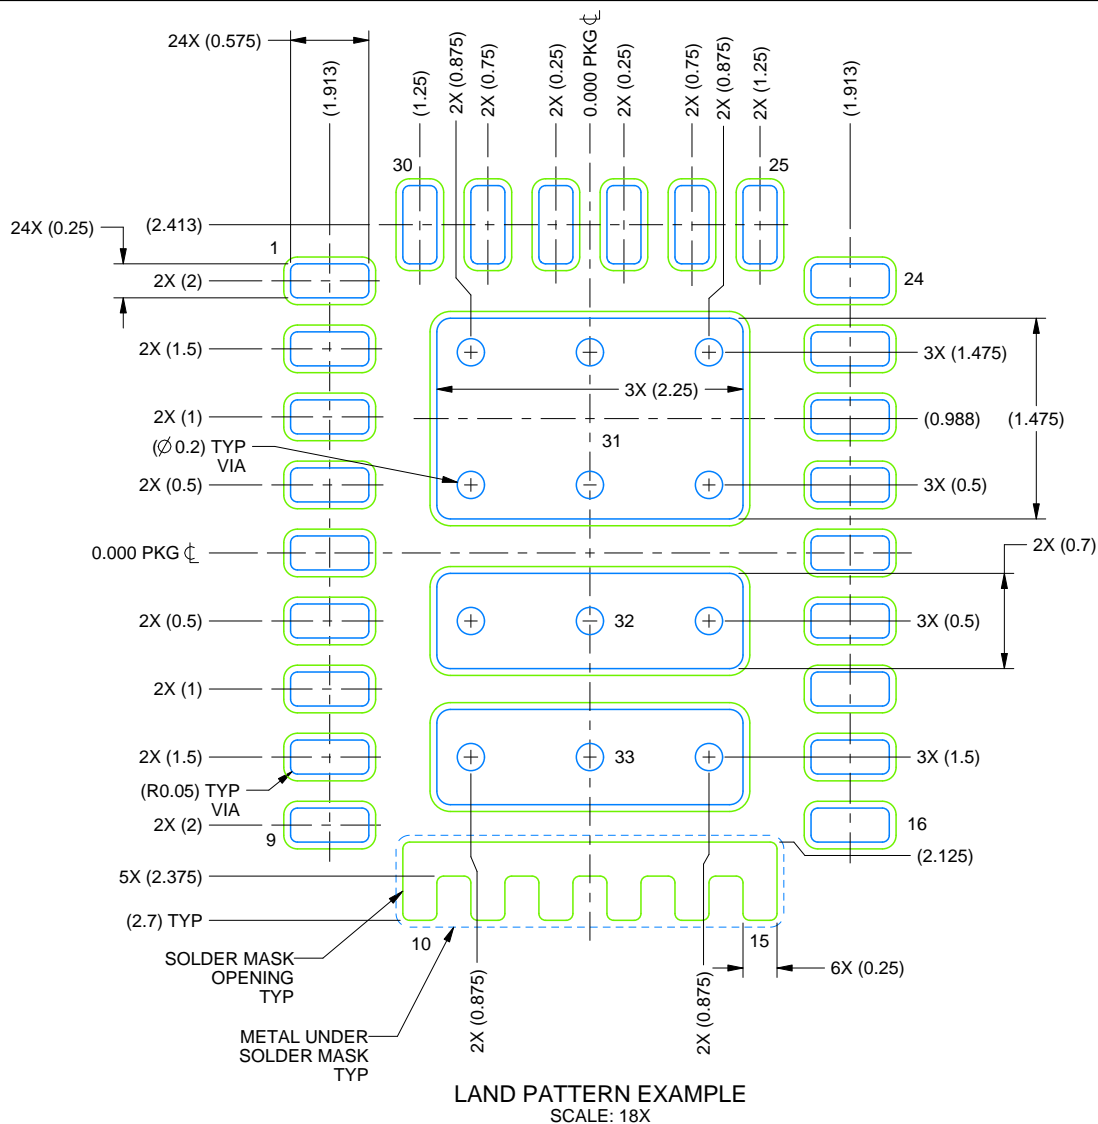 24X (0.575)
(1.913)
(1.25)
2X (0.875)
2X (0.75)
2X (0.25)
0.000 PKG ℄
2X (0.25)
2X (0.75)
2X (0.875)
2X (1.25)
(1.913)
30
25
(2.413)
24X (0.25)
1
2X (2)
24
2X (1.5)
3X (1.475)
3X (2.25)
2X (1)
(0.988)
(1.475)
31
(Ø 0.2) TYP
VIA
2X (0.5)
3X (0.5)
0.000 PKG ℄
2X (0.7)
2X (0.5)
32
3X (0.5)
2X (1)
2X (1.5)
33
3X (1.5)
(R0.05) TYP
VIA
2X (2)
9
16
(2.125)
5X (2.375)
(2.7) TYP
10
15
SOLDER MASK
OPENING
TYP
6X (0.25)
2X (0.875)
2X (0.875)
METAL UNDER
SOLDER MASK
TYP
LAND PATTERN EXAMPLE
SCALE: 18X